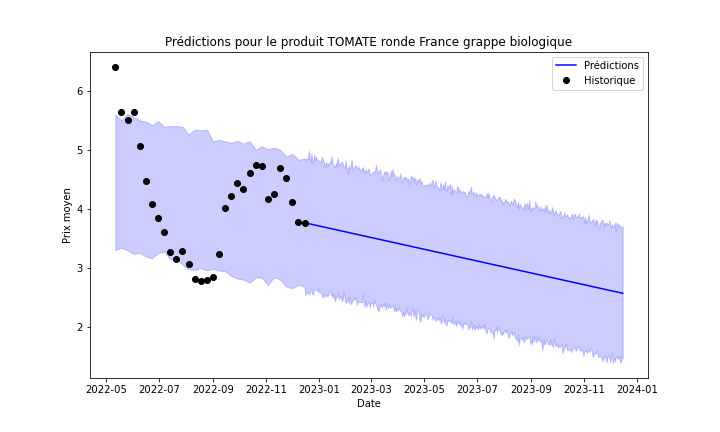 Prédictions pour le produit TOMATE ronde France grappe biologique
Prédictions
Historique
6
5
4
3
2
Prix moyen
2022-05 2022-07 2022-09 2022-11 2023-01 2023-03 2023-05 2023-07 2023-09 2023-11 2024-01
Date